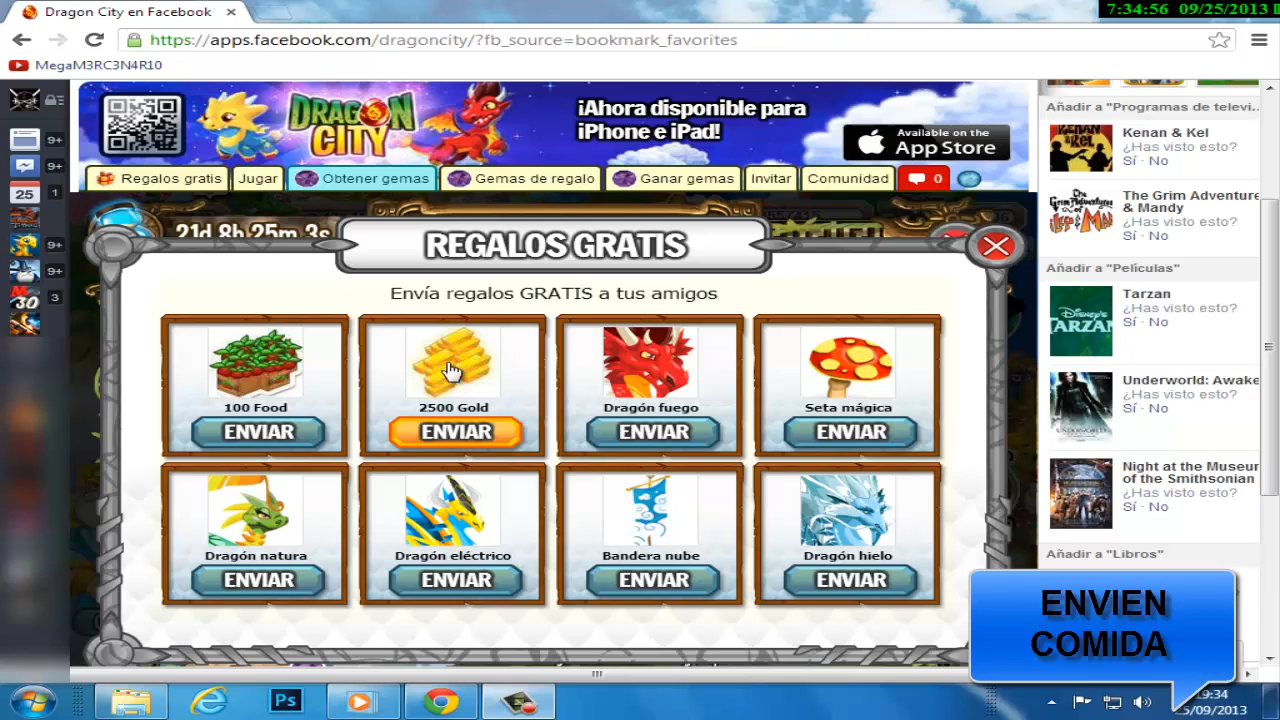 Dragon City en Facebook
7:34:56 09/25/2013
https://apps.facebook.com/dragoncity/?fb_source=bookmark_favorites
MegaM3RC3N4R10
DRAGON
CITY
¡Ahora disponible para
iPhone e iPad!
Available on the
App Store
Regalos gratis
Jugar
Obtener gemas
Gemas de regalo
Ganar gemas
Invitar
Comunidad
0
9+
9+
25
1
9+
9+
30
3
21d 8h 25m 3s
REGALOS GRATIS
Envía regalos GRATIS a tus amigos
100 Food
ENVIAR
2500 Gold
ENVIAR
Dragón fuego
ENVIAR
Seta mágica
ENVIAR
Dragón natura
ENVIAR
Dragón eléctrico
ENVIAR
Bandera nube
ENVIAR
Dragón hielo
ENVIAR
Añadir a "Programas de televi...
Kenan & Kel
¿Has visto esto?
Sí · No
The Grim Adventure
& Mandy
¿Has visto esto?
Sí · No
Añadir a "Películas"
Disney's
TARZAN
Tarzan
¿Has visto esto?
Sí · No
Underworld: Awake
¿Has visto esto?
Sí · No
Night at the Museum
of the Smithsonian
¿Has visto esto?
Sí · No
Añadir a "Libros"
ENVIEN
COMIDA
Ps
19:34
25/09/2013